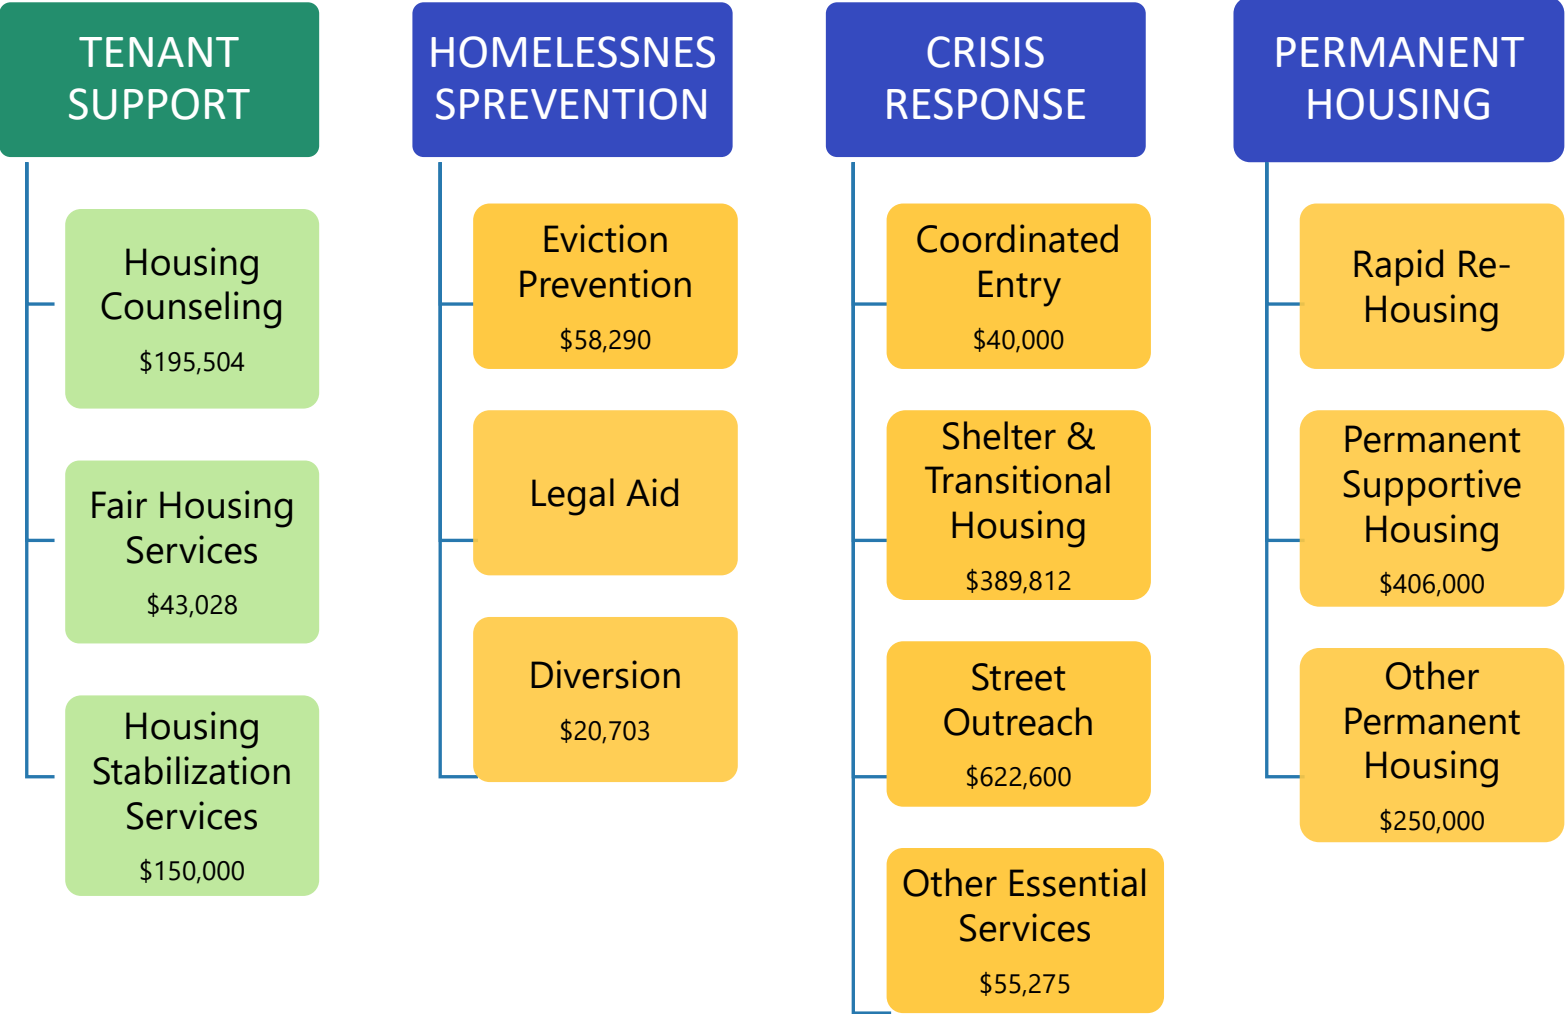 TENANT
SUPPORT
Housing
Counseling
$195,504
Fair Housing
Services
$43,028
Housing
Stabilization
Services
$150,000
HOMELESSNES
SPREVENTION
Eviction
Prevention
$58,290
Legal Aid
Diversion
$20,703
CRISIS
RESPONSE
Coordinated
Entry
$40,000
Shelter &
Transitional
Housing
$389,812
Street
Outreach
$622,600
Other Essential
Services
$55,275
PERMANENT
HOUSING
Rapid Re-
Housing
Permanent
Supportive
Housing
$406,000
Other
Permanent
Housing
$250,000